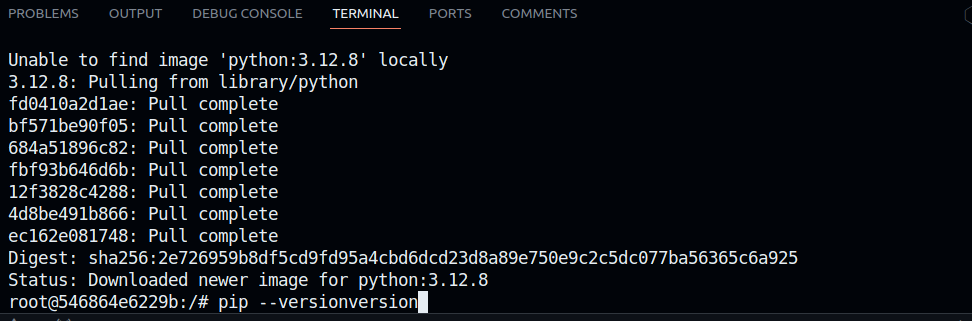 PROBLEMS OUTPUT DEBUG CONSOLE TERMINAL PORTS COMMENTS
Unable to find image 'python:3.12.8' locally
3.12.8: Pulling from library/python
fd0410a2d1ae: Pull complete
bf571be90f05: Pull complete
684a51896c82: Pull complete
fbf93b646d6b: Pull complete
12f3828c4288: Pull complete
4d8be491b866: Pull complete
ec162e081748: Pull complete
Digest: sha256:2e726959b8df5cd9fd95a4cbd6dcd23d8a89e750e9c2c5dc077ba56365c6a925
Status: Downloaded newer image for python:3.12.8
root@546864e6229b:/# pip --versionversion